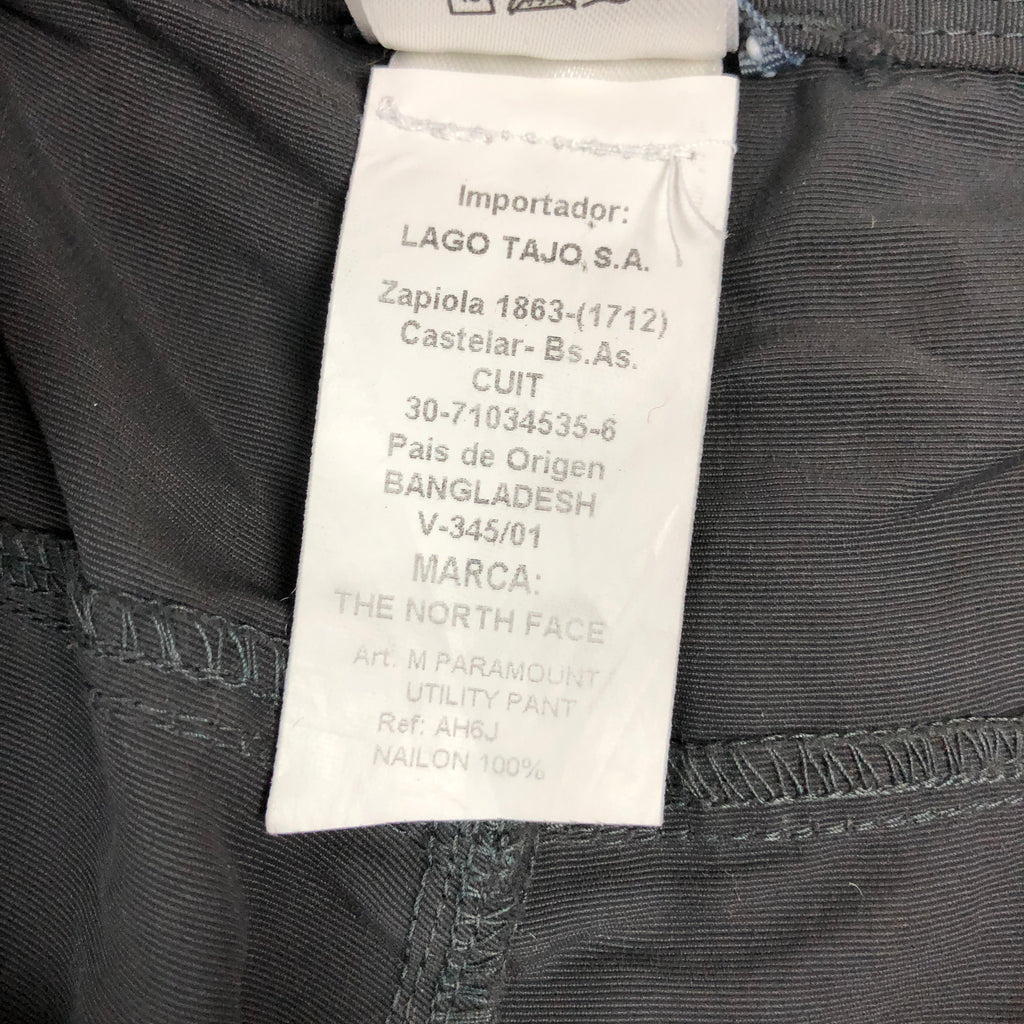 Importador:
LAGO TAJO, S.A.
Zapiola 1863-(1712)
Castelar- Bs.As.
CUIT
30-71034535-6
Pais de Origen
BANGLADESH
V-345/01
MARCA:
THE NORTH FACE
Art: M PARAMOUNT
UTILITY PANT
Ref: AH6J
NAILON 100%